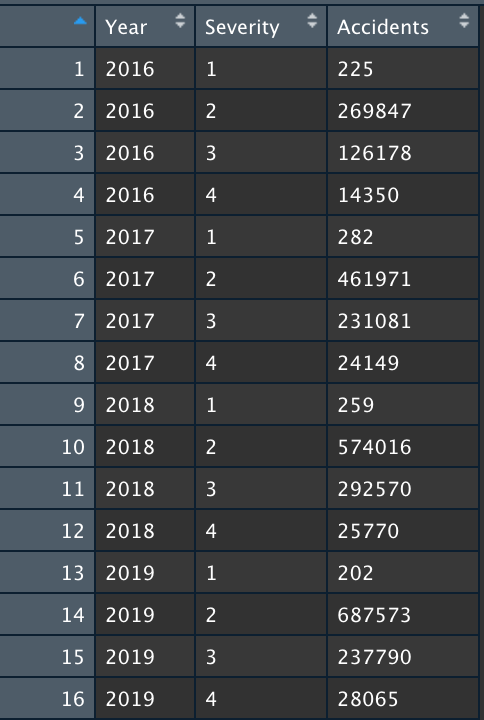 Year Severity Accidents
1 2016 1 225
2 2016 2 269847
3 2016 3 126178
4 2016 4 14350
5 2017 1 282
6 2017 2 461971
7 2017 3 231081
8 2017 4 24149
9 2018 1 259
10 2018 2 574016
11 2018 3 292570
12 2018 4 25770
13 2019 1 202
14 2019 2 687573
15 2019 3 237790
16 2019 4 28065